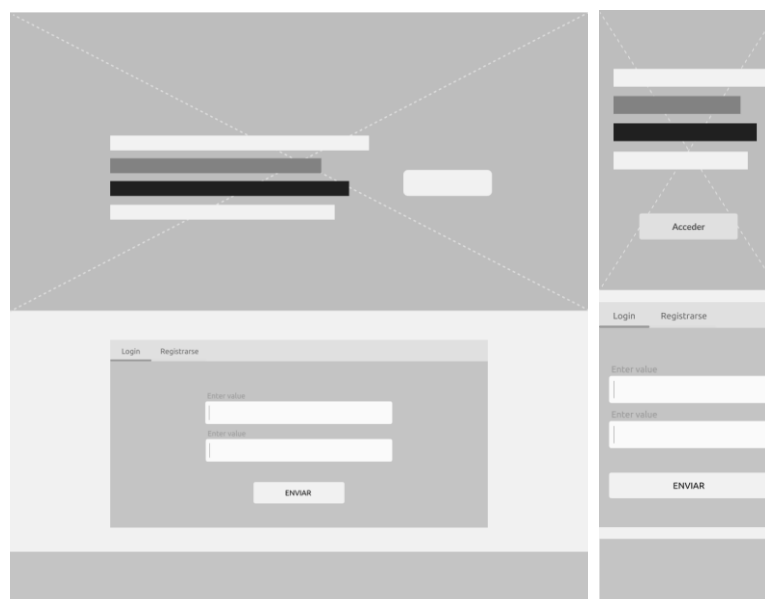 Login Registrarse
Enter value
Enter value
ENVIAR
Acceder
Login Registrarse
Enter value
Enter value
ENVIAR